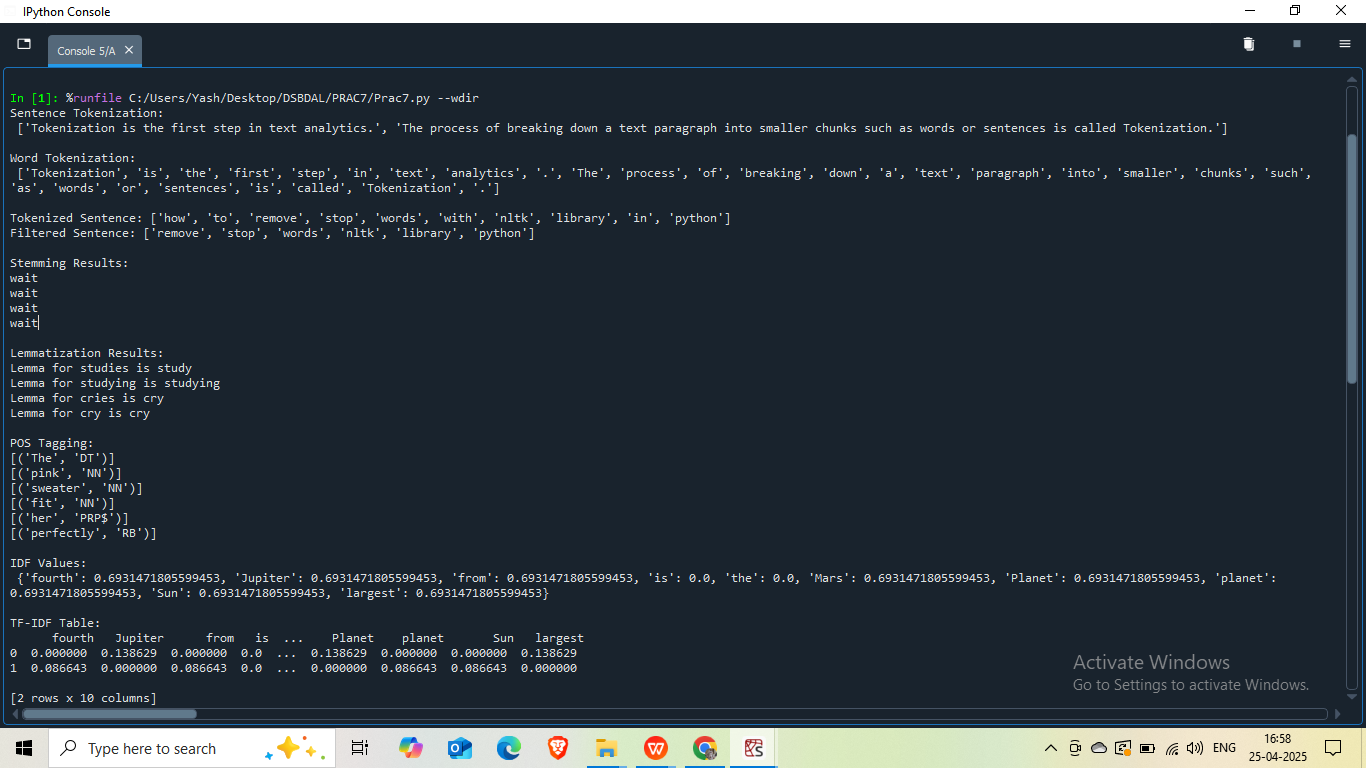 IPython Console
Console 5/A
In [1]: %runfile C:/Users/Yash/Desktop/DSBDAL/PRAC7/Prac7.py --wdir
Sentence Tokenization:
['Tokenization is the first step in text analytics.', 'The process of breaking down a text paragraph into smaller chunks such as words or sentences is called Tokenization.']
Word Tokenization:
['Tokenization', 'is', 'the', 'first', 'step', 'in', 'text', 'analytics', '.', 'The', 'process', 'of', 'breaking', 'down', 'a', 'text', 'paragraph', 'into', 'smaller', 'chunks', 'such',
'as', 'words', 'or', 'sentences', 'is', 'called', 'Tokenization', '.']
Tokenized Sentence: ['how', 'to', 'remove', 'stop', 'words', 'with', 'nltk', 'library', 'in', 'python']
Filtered Sentence: ['remove', 'stop', 'words', 'nltk', 'library', 'python']
Stemming Results:
wait
wait
wait
wait
Lemmatization Results:
Lemma for studies is study
Lemma for studying is studying
Lemma for cries is cry
Lemma for cry is cry
POS Tagging:
[('The', 'DT')]
[('pink', 'NN')]
[('sweater', 'NN')]
[('fit', 'NN')]
[('her', 'PRP$')]
[('perfectly', 'RB')]
IDF Values:
{'fourth': 0.6931471805599453, 'Jupiter': 0.6931471805599453, 'from': 0.6931471805599453, 'is': 0.0, 'the': 0.0, 'Mars': 0.6931471805599453, 'Planet': 0.6931471805599453, 'planet':
0.6931471805599453, 'Sun': 0.6931471805599453, 'largest': 0.6931471805599453}
TF-IDF Table:
fourth Jupiter from is ... Planet planet Sun largest
0 0.000000 0.138629 0.000000 0.0 ... 0.138629 0.000000 0.000000 0.138629
1 0.086643 0.000000 0.086643 0.0 ... 0.000000 0.086643 0.086643 0.000000
[2 rows x 10 columns]
Activate Windows
Go to Settings to activate Windows.
Type here to search
ENG
16:58
25-04-2025